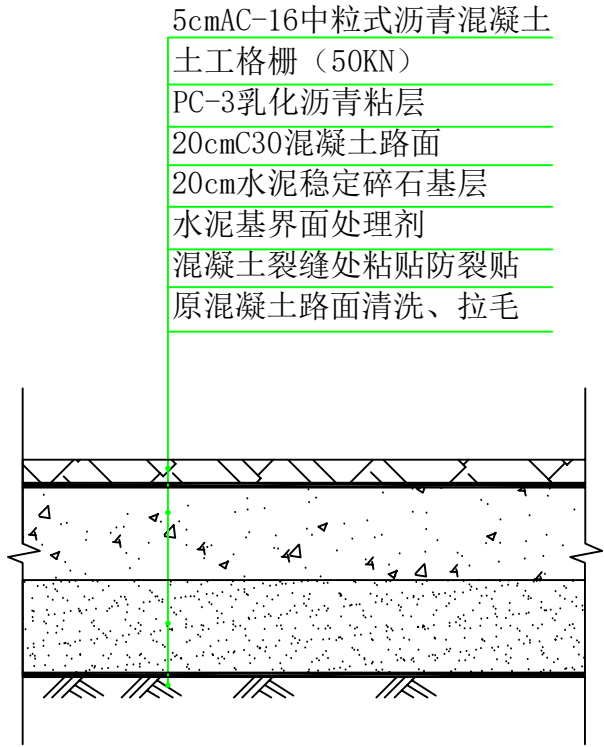 5cmAC-16中粒式沥青混凝土
土工格栅（50KN）
PC-3乳化沥青粘层
20cmC30混凝土路面
20cm水泥稳定碎石基层
水泥基界面处理剂
混凝土裂缝处粘贴防裂贴
原混凝土路面清洗、拉毛